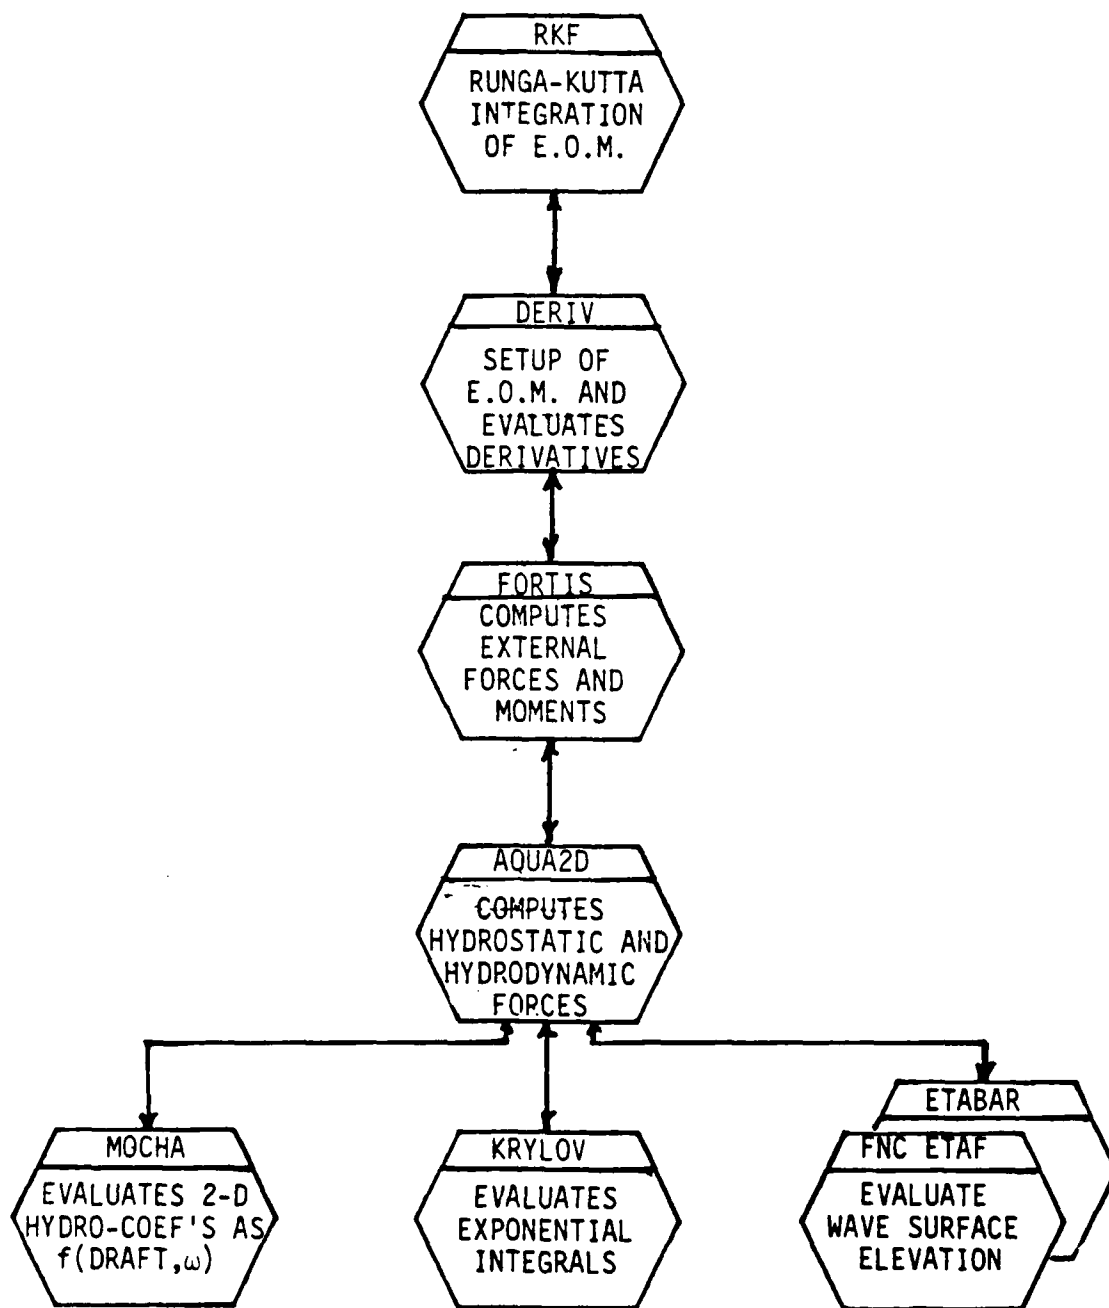 RKF
RUNGA-KUTTA
INTEGRATION
OF E.O.M.
DERIV
SETUP OF
E.O.M. AND
EVALUATES
DERIVATIVES
FORTIS
COMPUTES
EXTERNAL
FORCES AND
MOMENTS
AQUA2D
COMPUTES
HYDROSTATIC AND
HYDRODYNAMIC
FORCES
MOCHA
EVALUATES 2-D
HYDRO-COEF'S AS
f(DRAFT,ω)
KRYLOV
EVALUATES
EXPONENTIAL
INTEGRALS
ETABAR
FNC ETAF
EVALUATE
WAVE SURFACE
ELEVATION